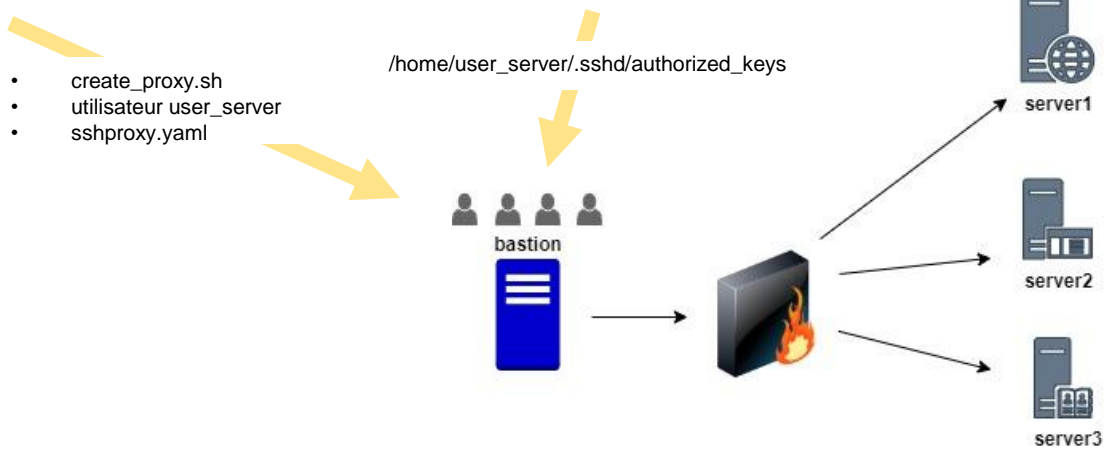 /home/user_server/.sshd/authorized_keys
• create_proxy.sh
• utilisateur user_server
• sshproxy.yaml
server1
bastion
server2
server3